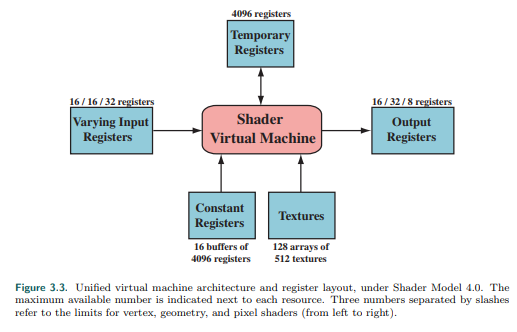 4096 registers
Temporary
Registers
16 / 16 / 32 registers
Varying Input
Registers
Shader
Virtual Machine
16 / 32 / 8 registers
Output
Registers
Constant
Registers
16 buffers of
4096 registers
Textures
128 arrays of
512 textures
Figure 3.3. Unified virtual machine architecture and register layout, under Shader Model 4.0. The
maximum available number is indicated next to each resource. Three numbers separated by slashes
refer to the limits for vertex, geometry, and pixel shaders (from left to right).